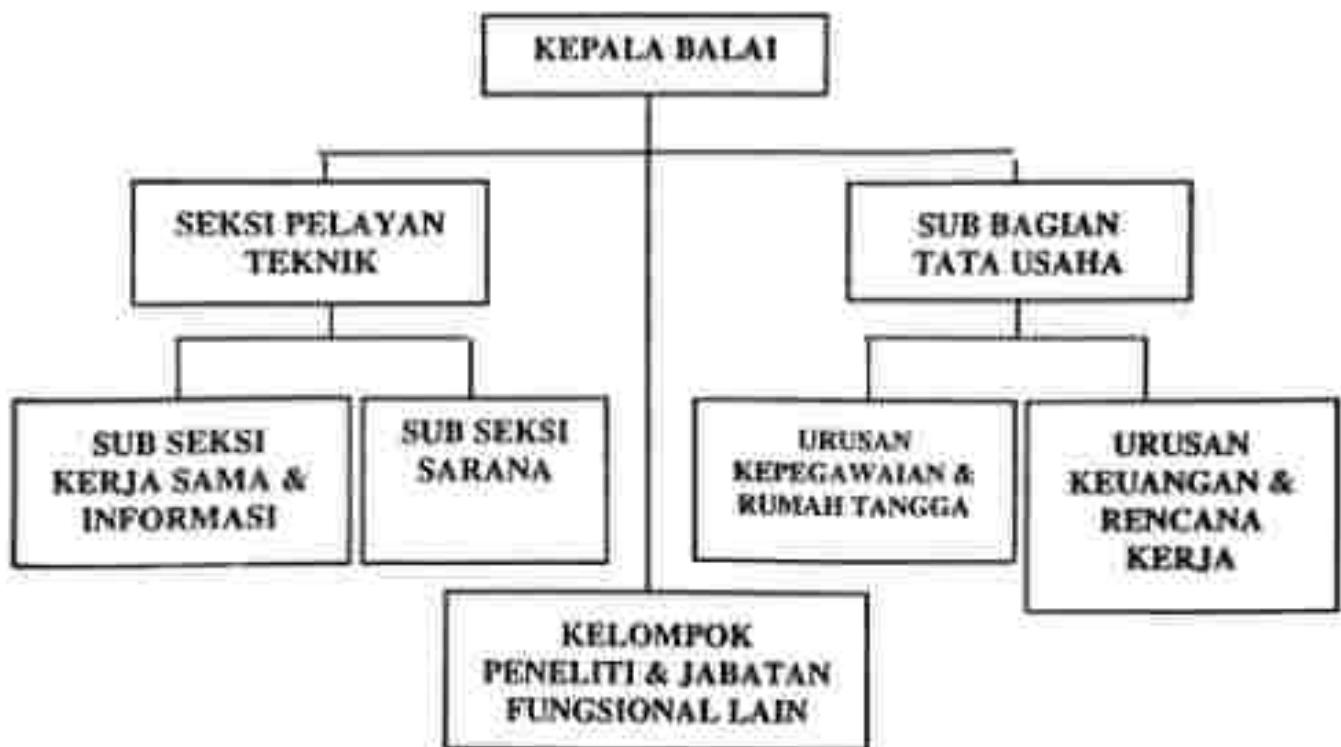 KEPALA BALAI
SEKSI PELAYAN
TEKNIK
SUB BAGIAN
TATA USAHA
SUB SEKSI
KERJA SAMA &
INFORMASI
SUB SEKSI
SARANA
URUSAN
KEPEGAWAIAN &
RUMAH TANGGA
URUSAN
KEUANGAN &
RENCANA
KERJA
KELOMPOK
PENELITI & JABATAN
FUNGSIONAL LAIN